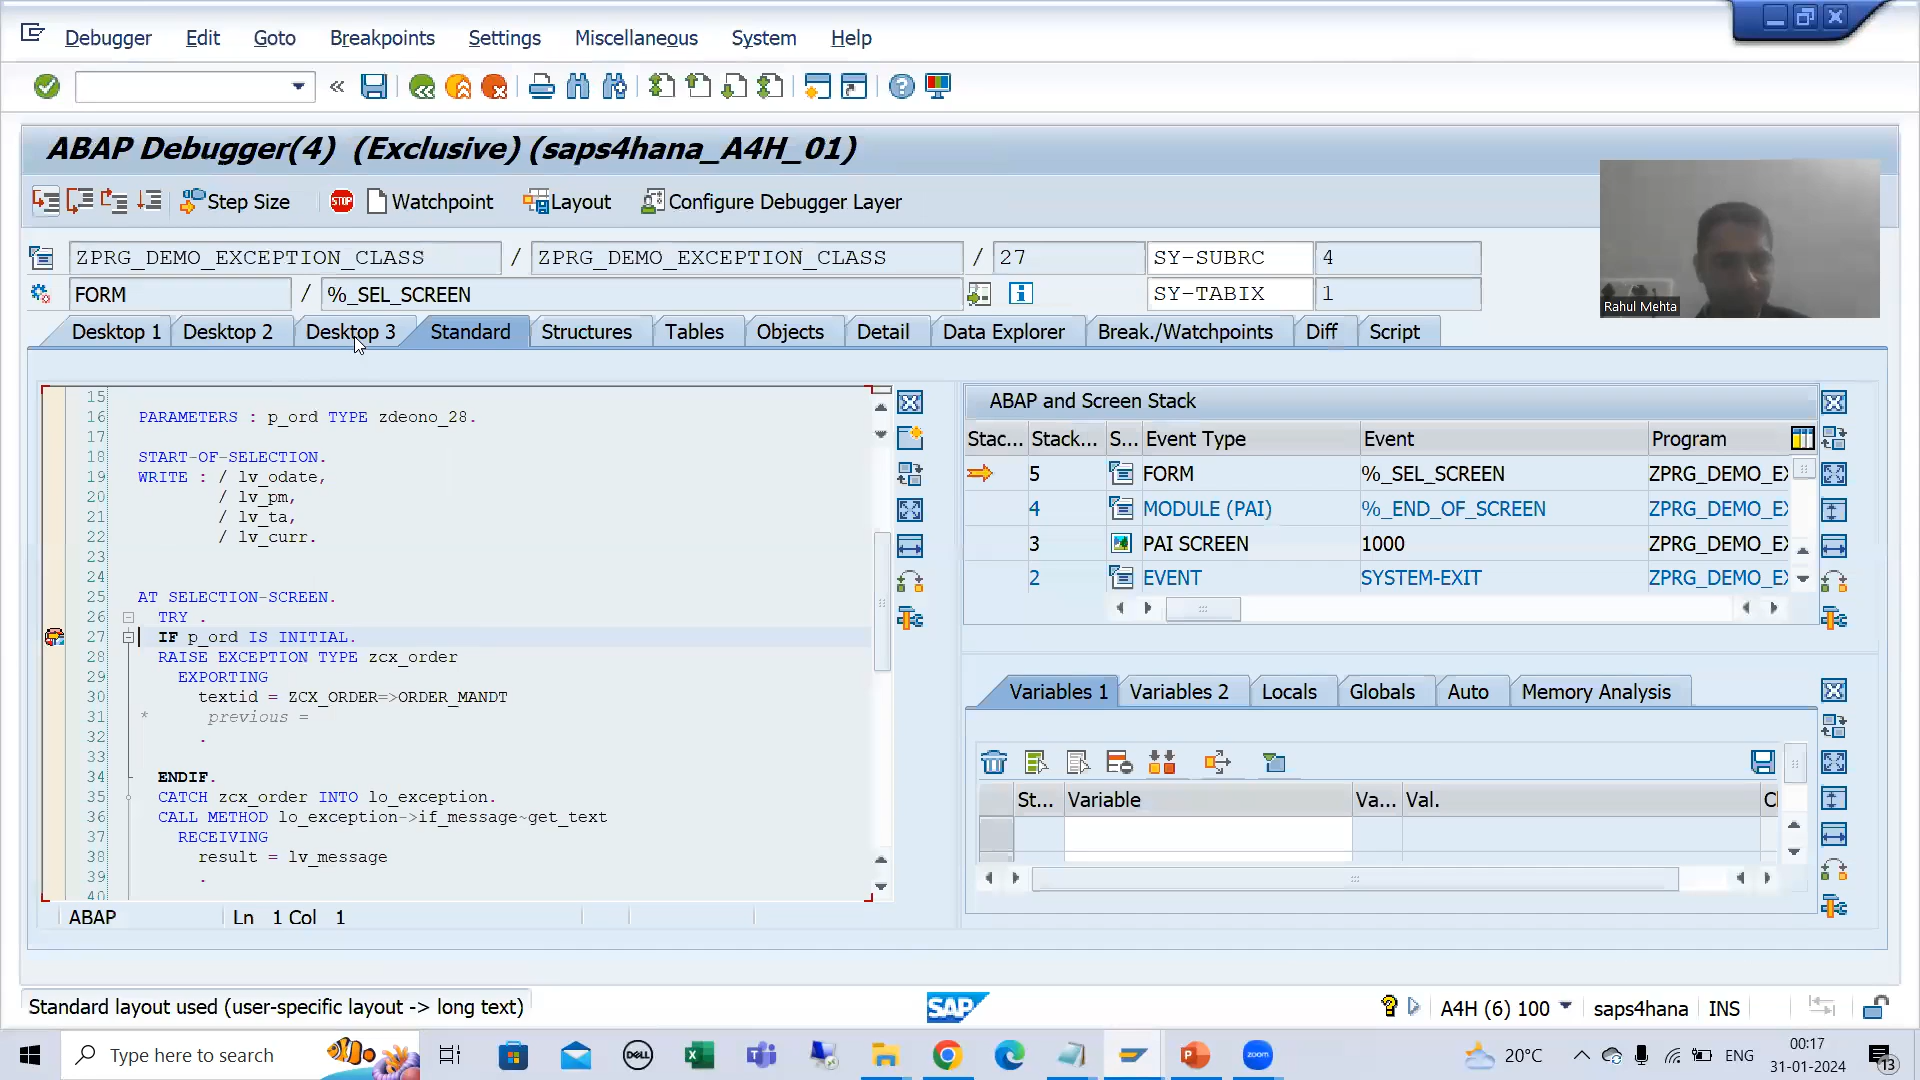 Debugger Edit Goto Breakpoints Settings Miscellaneous System Help
ABAP Debugger(4) (Exclusive) (saps4hana_A4H_01)
Step Size STOP Watchpoint Layout Configure Debugger Layer
ZPRG_DEMO_EXCEPTION_CLASS / ZPRG_DEMO_EXCEPTION_CLASS / 27 SY-SUBRC 4
FORM / %_SEL_SCREEN SY-TABIX 1
Rahul Mehta
Desktop 1 Desktop 2 Desktop 3 Standard Structures Tables Objects Detail Data Explorer Break./Watchpoints Diff Script
15
16 PARAMETERS : p_ord TYPE zdeono_28.
17
18 START-OF-SELECTION.
19 WRITE : / lv_odate,
20 / lv_pm,
21 / lv_ta,
22 / lv_curr.
23
24
25 AT SELECTION-SCREEN.
26 TRY .
27 IF p_ord IS INITIAL.
28 RAISE EXCEPTION TYPE zcx_order
29 EXPORTING
30 textid = ZCX_ORDER=>ORDER_MANDT
31 * previous =
32 .
33
34 ENDIF.
35 CATCH zcx_order INTO lo_exception.
36 CALL METHOD lo_exception->if_message~get_text
37 RECEIVING
38 result = lv_message
39 .
40
ABAP Ln 1 Col 1
ABAP and Screen Stack
Stac... Stack... S... Event Type Event Program
5 FORM %_SEL_SCREEN ZPRG_DEMO_EX
4 MODULE (PAI) %_END_OF_SCREEN ZPRG_DEMO_EX
3 PAI SCREEN 1000 ZPRG_DEMO_EX
2 EVENT SYSTEM-EXIT ZPRG_DEMO_EX
Variables 1 Variables 2 Locals Globals Auto Memory Analysis
St... Variable Va... Val. C
Standard layout used (user-specific layout -> long text)
SAP
A4H (6) 100 saps4hana INS
Type here to search
DELL
zoom
20°C ENG
00:17
31-01-2024
13